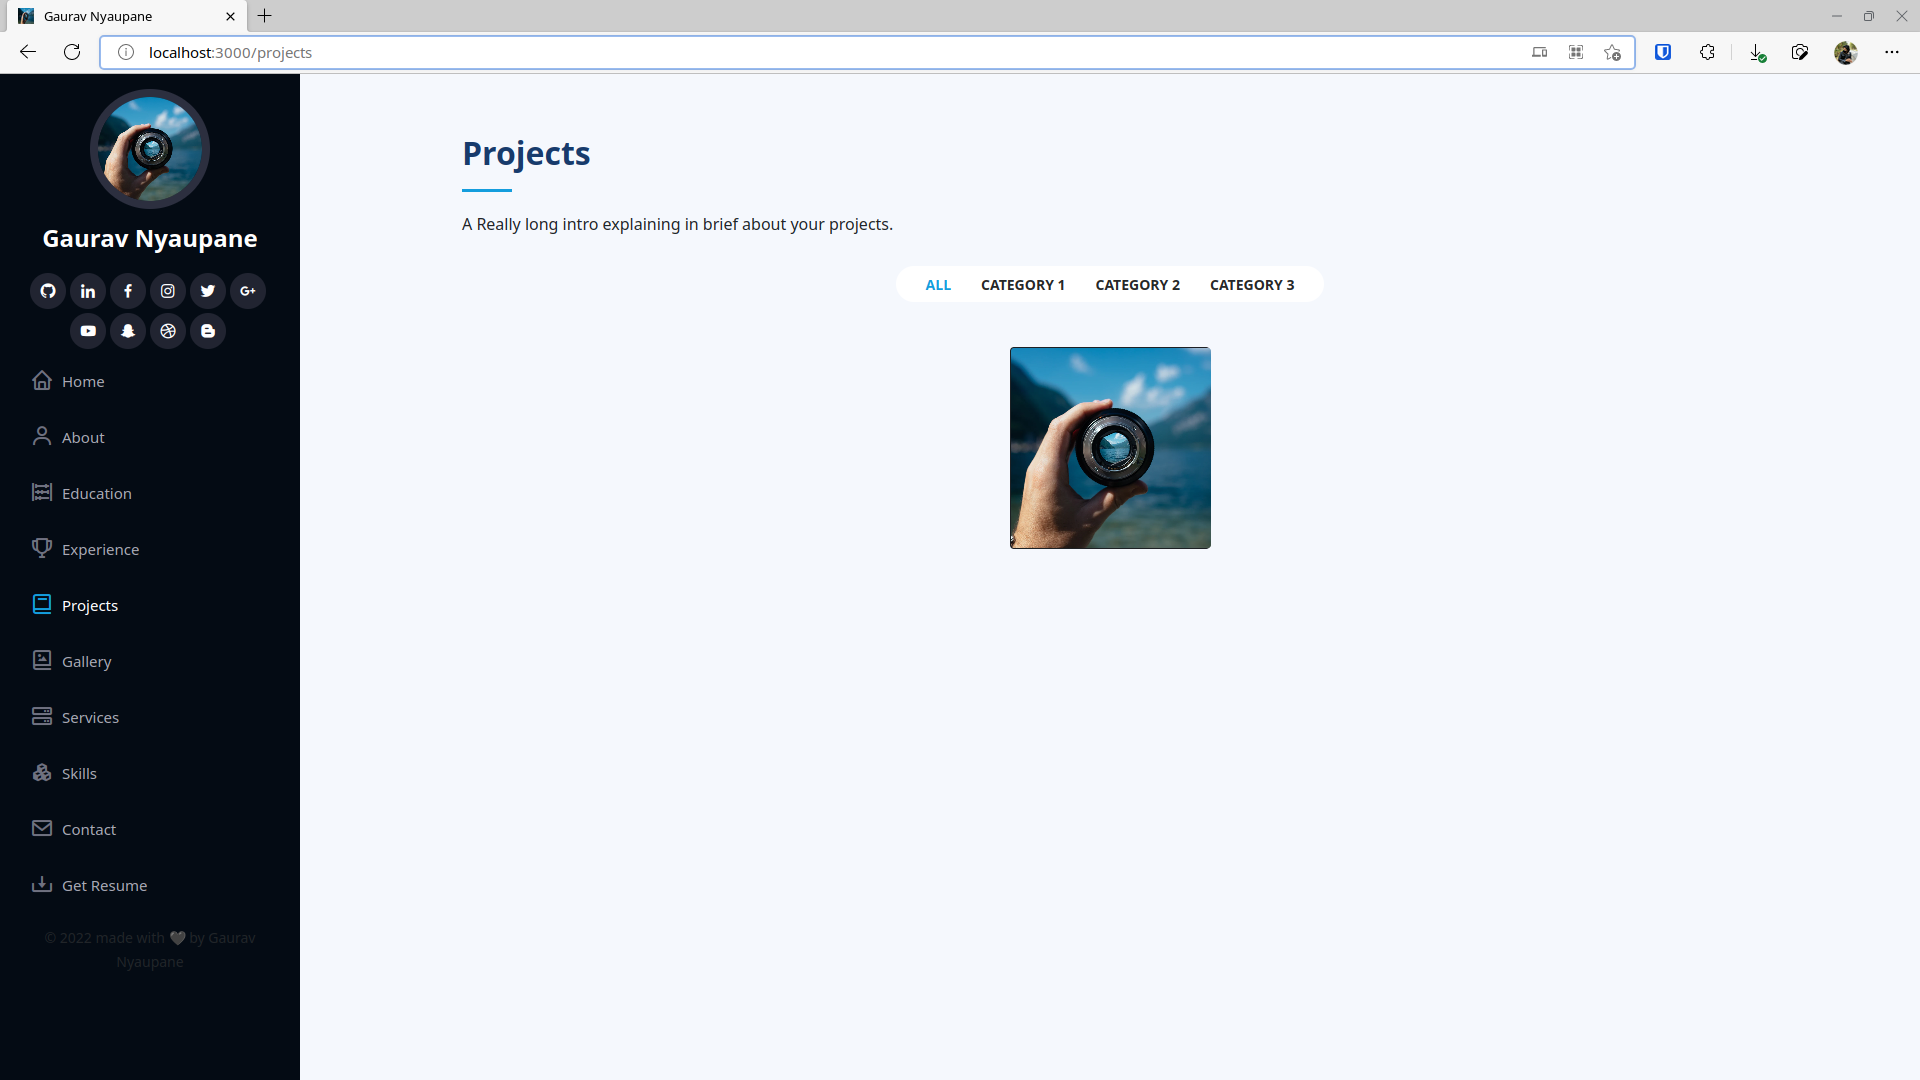 Gaurav Nyaupane
localhost:3000/projects
Gaurav Nyaupane
Home
About
Education
Experience
Projects
Gallery
Services
Skills
Contact
Get Resume
© 2022 made with 🖤 by Gaurav
Nyaupane
Projects
A Really long intro explaining in brief about your projects.
ALL CATEGORY 1 CATEGORY 2 CATEGORY 3